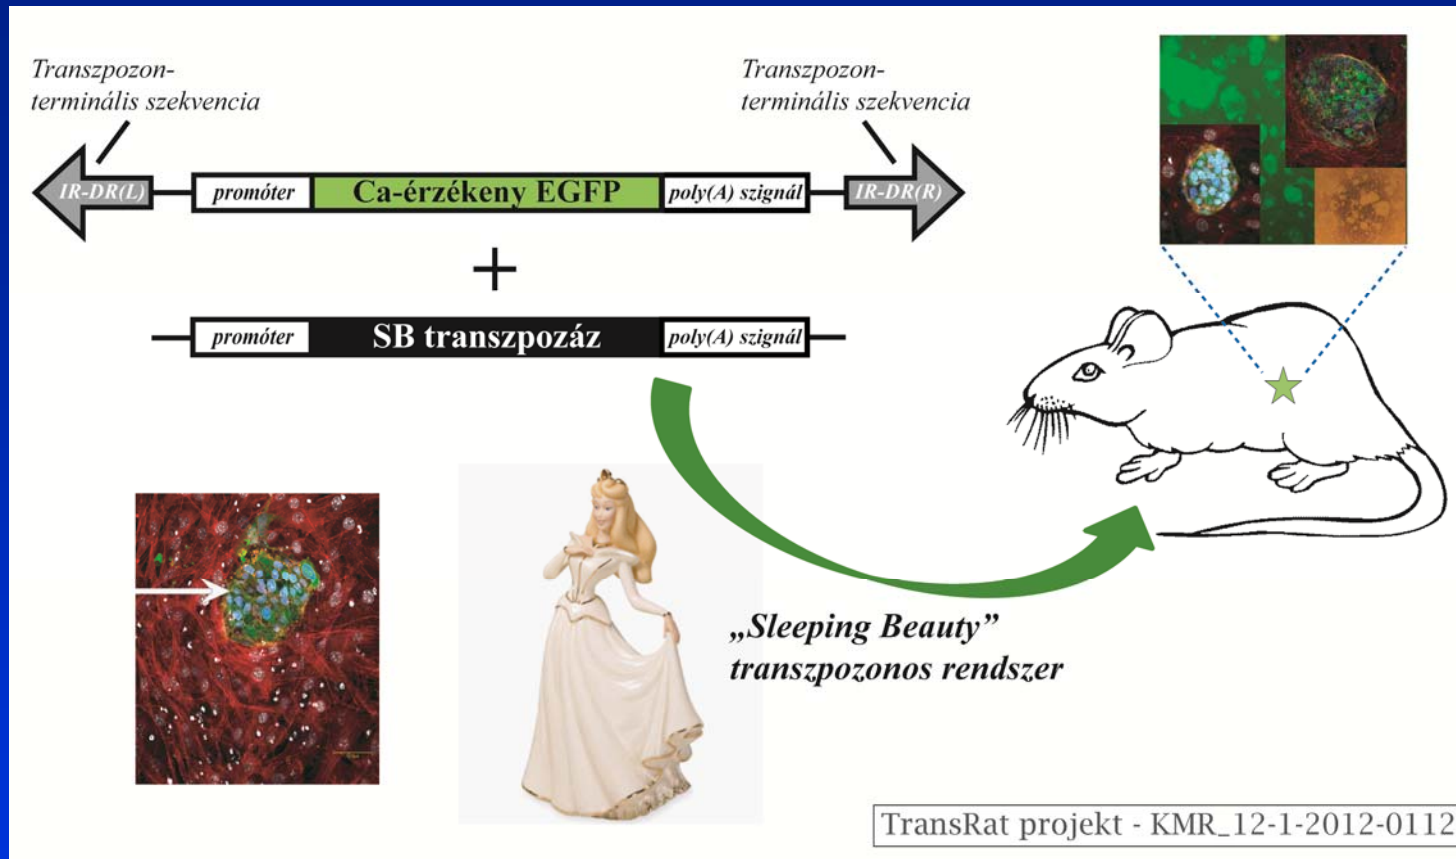 Transzpozon-
terminális szekvencia
Transzpozon-
terminális szekvencia
IR-DR(L)
promóter
Ca-érzékeny EGFP
poly(A) szignál
IR-DR(R)
+
promóter
SB transzpozáz
poly(A) szignál
„Sleeping Beauty”
transzpozonos rendszer
TransRat projekt - KMR_12-1-2012-0112